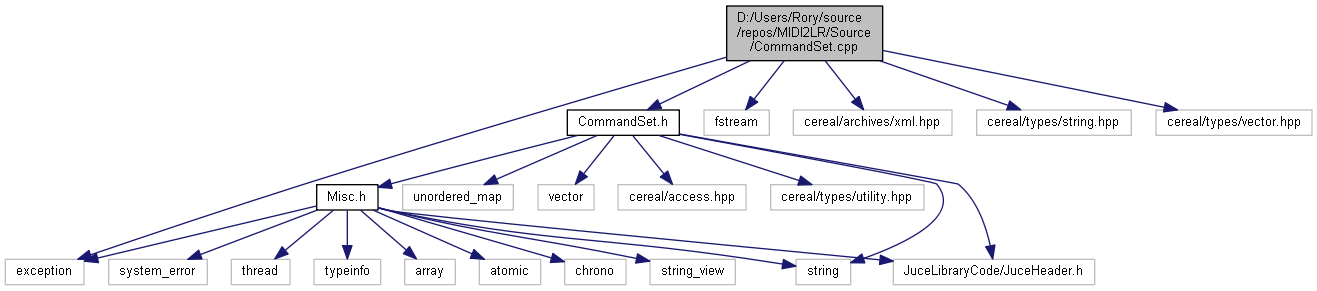 D:/Users/Rory/source
/repos/MIDI2LR/Source
/CommandSet.cpp
CommandSet.h
fstream
cereal/archives/xml.hpp
cereal/types/string.hpp
cereal/types/vector.hpp
Misc.h
unordered_map
vector
cereal/access.hpp
cereal/types/utility.hpp
exception
system_error
thread
typeinfo
array
atomic
chrono
string_view
string
JuceLibraryCode/JuceHeader.h